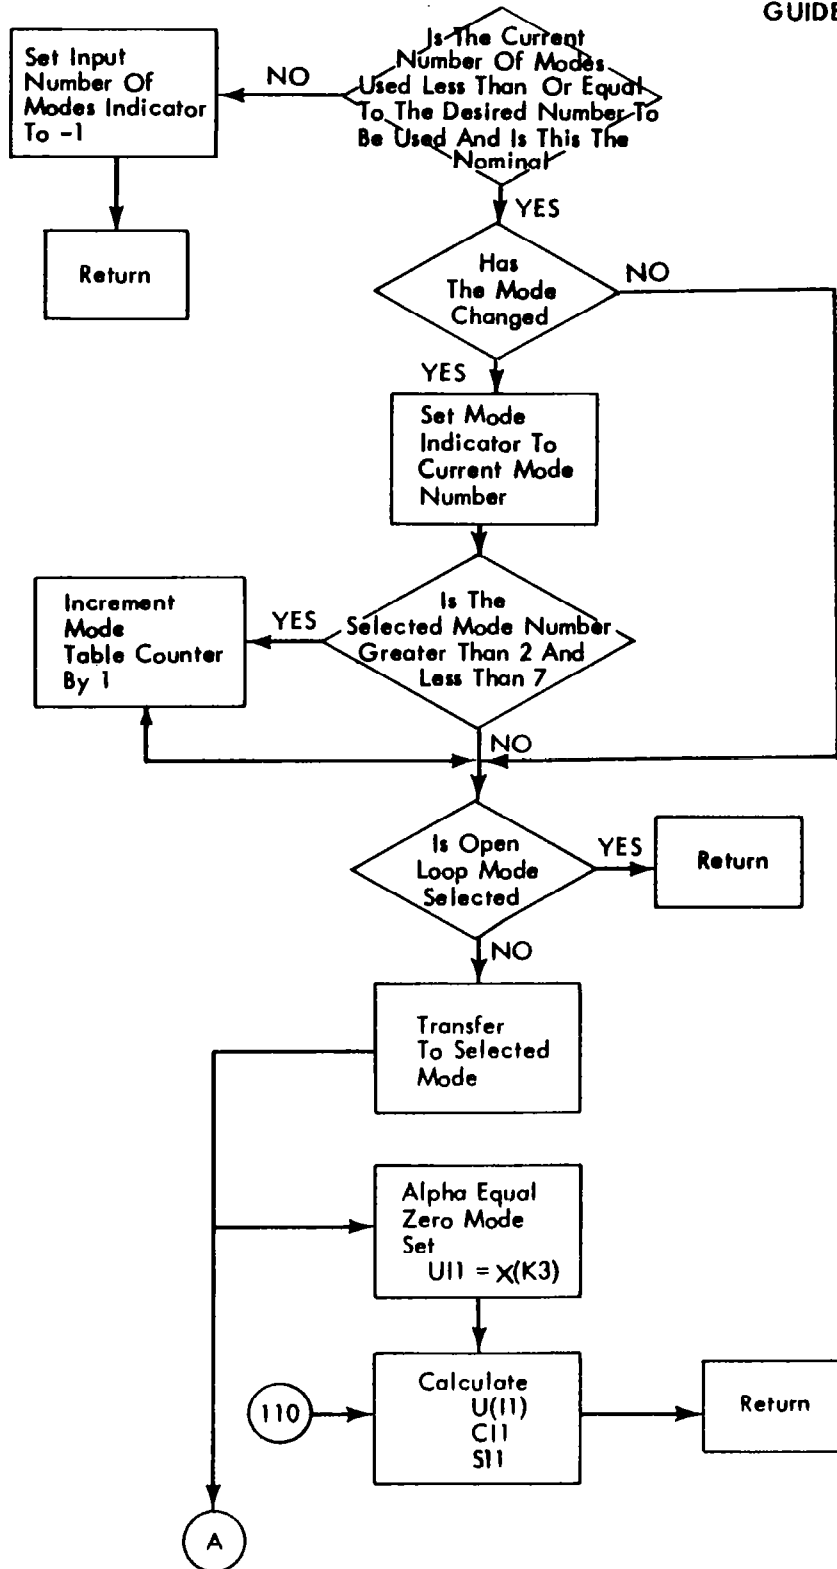 GUIDE
Is The Current
Number Of Modes
Used Less Than Or Equal
To The Desired Number To
Be Used And Is This The
Nominal
NO
Set Input
Number Of
Modes Indicator
To -1
Return
YES
Has
The Mode
Changed
NO
YES
Set Mode
Indicator To
Current Mode
Number
Is The
Selected Mode Number
Greater Than 2 And
Less Than 7
YES
Increment
Mode
Table Counter
By 1
NO
Is Open
Loop Mode
Selected
YES
Return
NO
Transfer
To Selected
Mode
Alpha Equal
Zero Mode
Set
UI1 = X(K3)
110
Calculate
U(I1)
CI1
SI1
Return
A